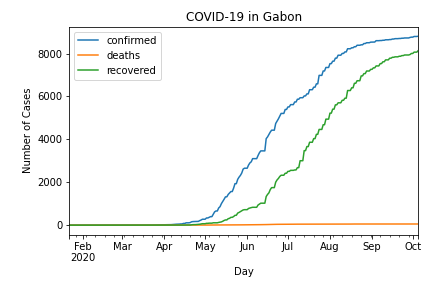 COVID-19 in Gabon
confirmed
deaths
recovered
Number of Cases
8000
6000
4000
2000
0
Feb Mar Apr May Jun Jul Aug Sep Oct
2020
Day